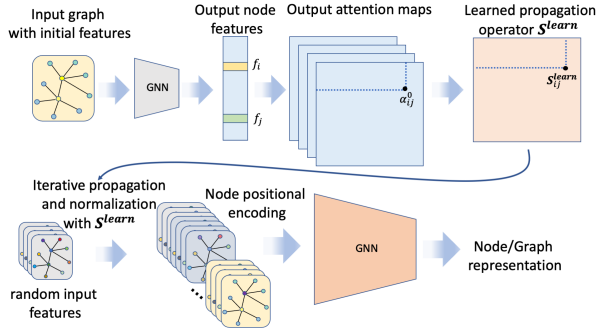 Input graph
with initial features
Output node
features
Output attention maps
Learned propagation
operator S^learn
GNN
f_i
f_j
α^0_ij
S^learn_ij
Iterative propagation
and normalization
with S^learn
Node positional
encoding
GNN
Node/Graph
representation
random input
features